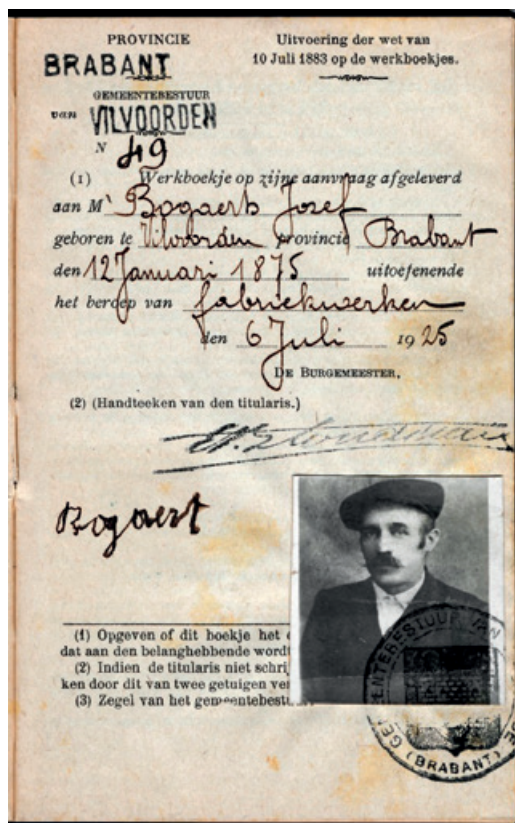 PROVINCIE
BRABANT
GEMEENTEBESTUUR
van VILVOORDEN
N 49
Uitvoering der wet van
10 Juli 1883 op de werkboekjes.
(1) Werkboekje op zijne aanvraag afgeleverd
aan Mr Bogaerts Jozef
geboren te Vilvoorden provincie Brabant
den 12 Januari 1875 uitoefenende
het beroep van fabriekwerker
den 6 Juli 1925
DE BURGEMEESTER,
(2) (Handteeken van den titularis.)
Bogaert
(1) Opgeven of dit boekje het
dat aan den belanghebbende wordt
(2) Indien de titularis niet schrij
ken door dit van twee getuigen ver
(3) Zegel van het gemeentebestuur
GEMEENTEBESTUUR VAN
(BRABANT)